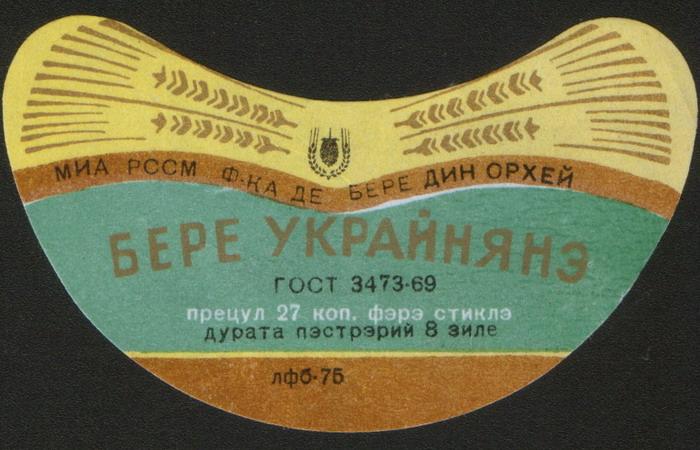 МИА РССМ Ф-КА ДЕ БЕРЕ ДИН ОРХЕЙ
БЕРЕ УКРАЙНЯНЭ
ГОСТ 3473-69
прецул 27 коп. фэрэ стиклэ
дурата пэстрэрий 8 зиле
лфб-75